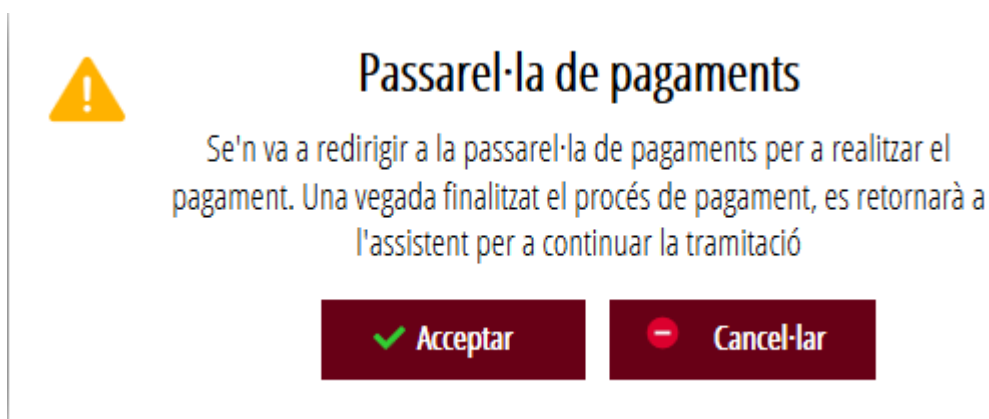 Passarel·la de pagaments
Se'n va a redirigir a la passarel·la de pagaments per a realitzar el
pagament. Una vegada finalitzat el procés de pagament, es retornarà a
l'assistent per a continuar la tramitació
Acceptar
Cancel·lar